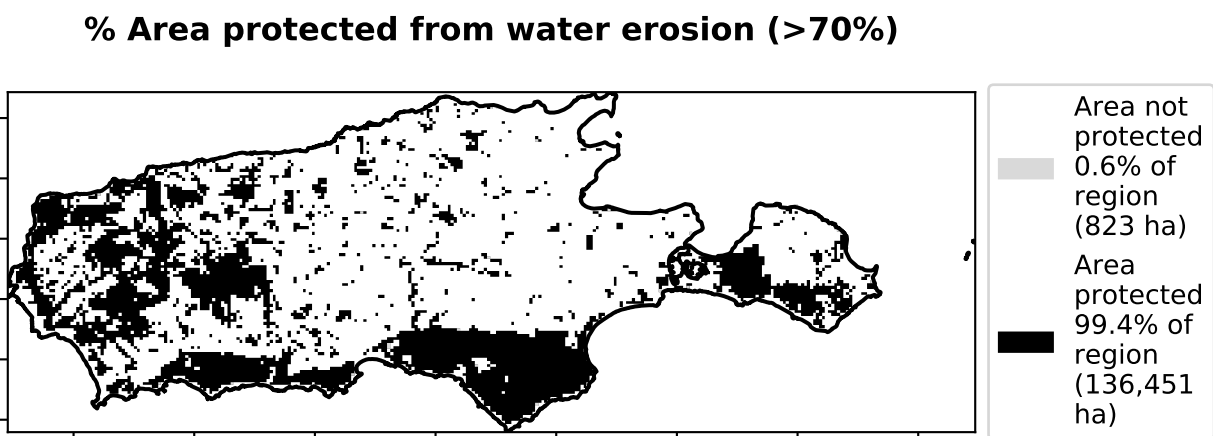 % Area protected from water erosion (>70%)
Area not
protected
0.6% of
region
(823 ha)
Area
protected
99.4% of
region
(136,451
ha)